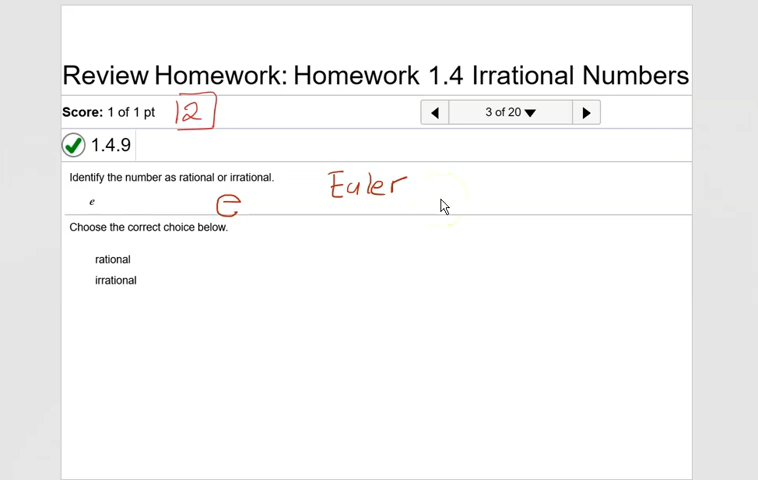 Review Homework: Homework 1.4 Irrational Numbers
Score: 1 of 1 pt 12 3 of 20
1.4.9
Identify the number as rational or irrational.
Euler
e e
Choose the correct choice below.
rational
irrational